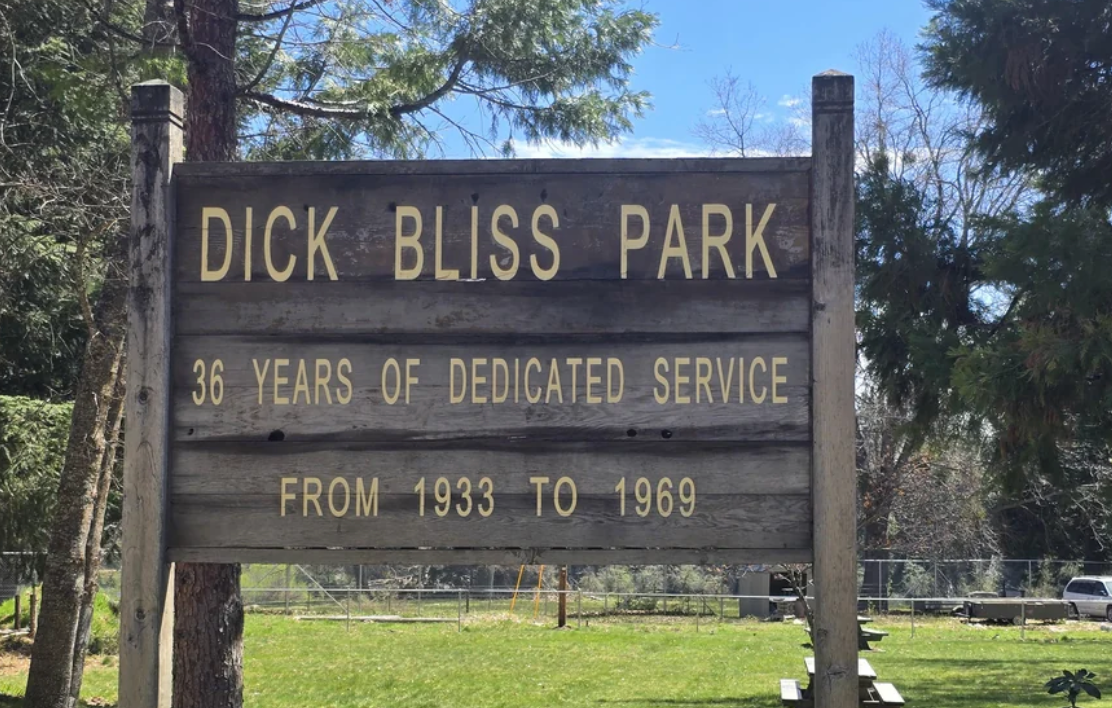 DICK BLISS PARK
36 YEARS OF DEDICATED SERVICE
FROM 1933 TO 1969